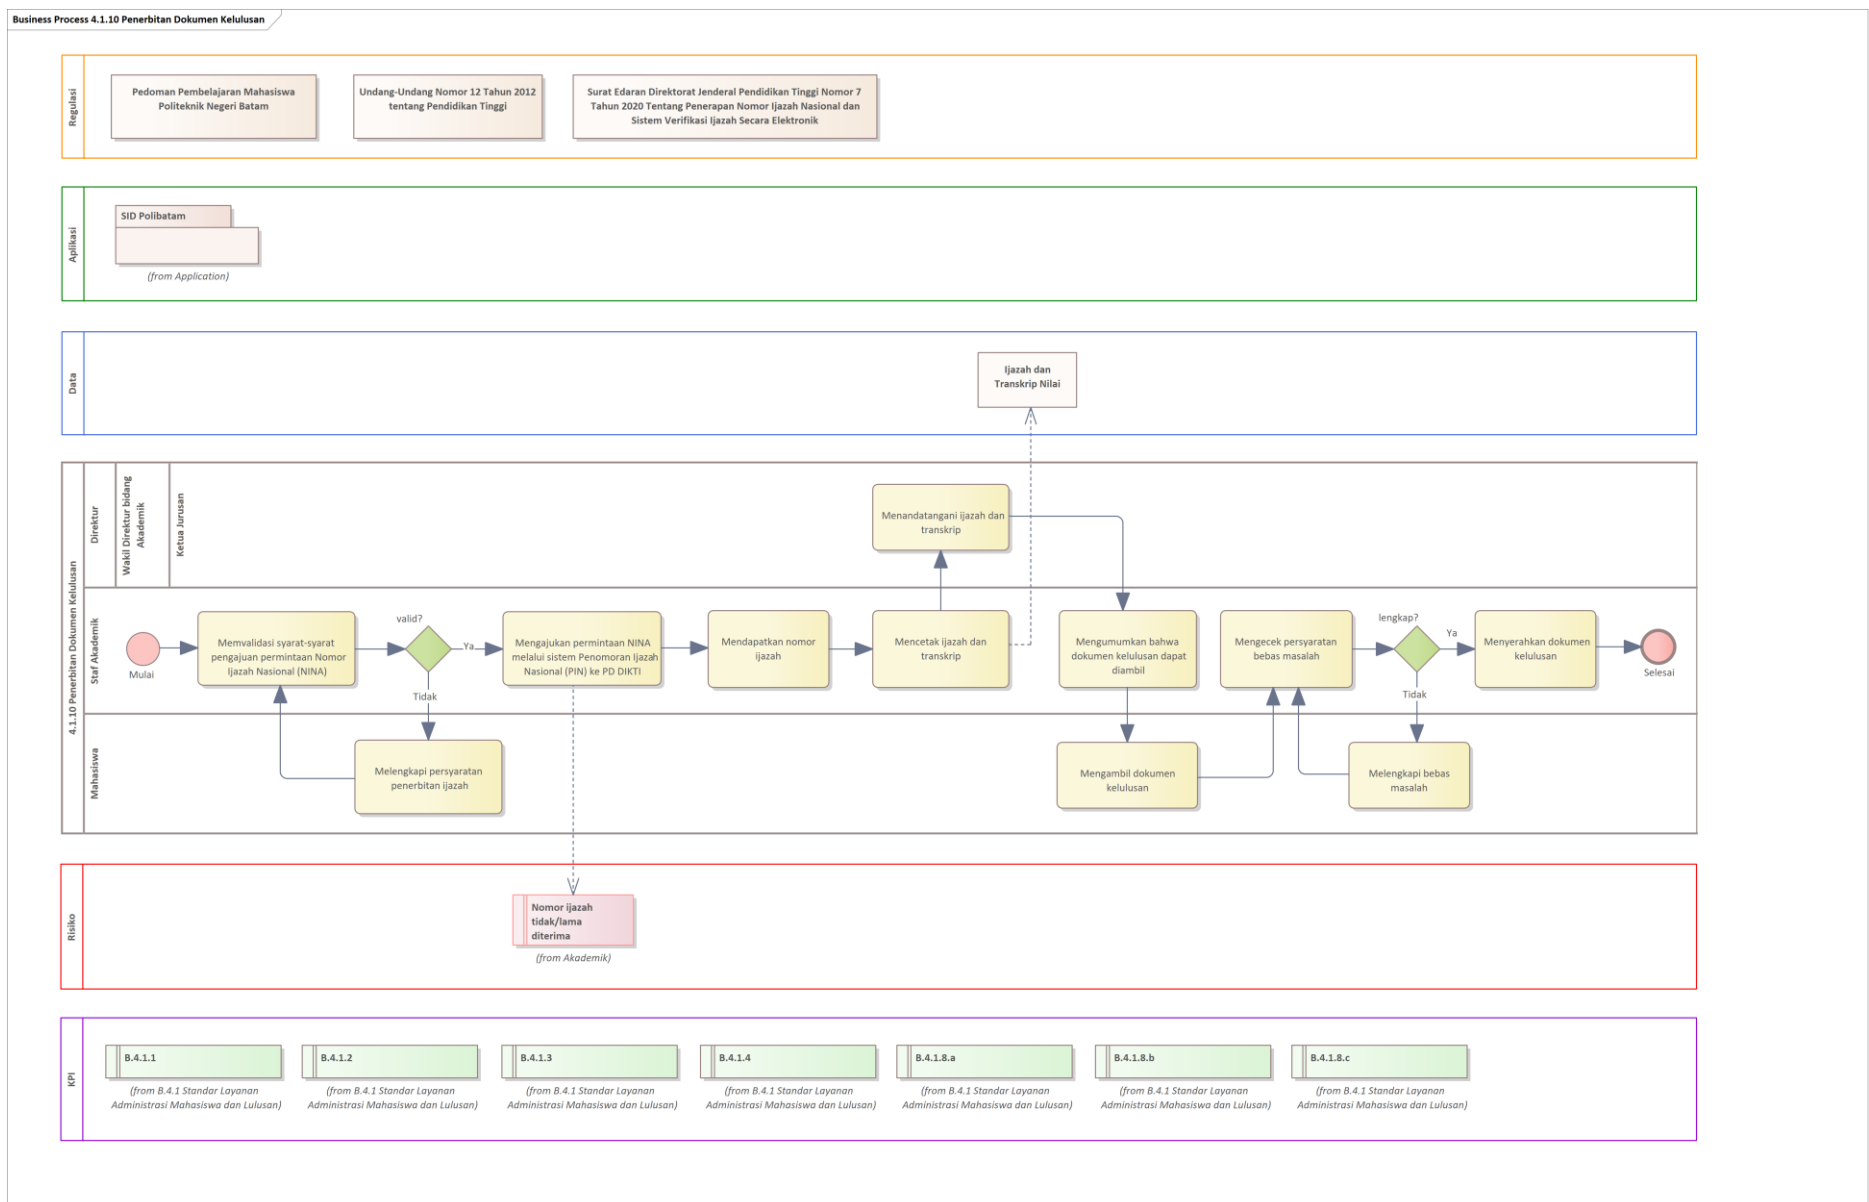 Business Process 4.1.10 Penerbitan Dokumen Kelulusan
Regulasi
Pedoman Pembelajaran Mahasiswa
Politeknik Negeri Batam
Undang-Undang Nomor 12 Tahun 2012
tentang Pendidikan Tinggi
Surat Edaran Direktorat Jenderal Pendidikan Tinggi Nomor 7
Tahun 2020 Tentang Penerapan Nomor Ijazah Nasional dan
Sistem Verifikasi Ijazah Secara Elektronik
Aplikasi
SID Polibatam
(from Application)
Data
Ijazah dan
Transkrip Nilai
4.1.10 Penerbitan Dokumen Kelulusan
Direktur
Wakil Direktur bidang
Akademik
Ketua Jurusan
Menandatangani ijazah dan
transkrip
Staf Akademik
Mulai
Memvalidasi syarat-syarat
pengajuan permintaan Nomor
Ijazah Nasional (NINA)
valid?
Ya
Tidak
Mengajukan permintaan NINA
melalui sistem Penomoran Ijazah
Nasional (PIN) ke PD DIKTI
Mendapatkan nomor
ijazah
Mencetak ijazah dan
transkrip
Mengumumkan bahwa
dokumen kelulusan dapat
diambil
Mengecek persyaratan
bebas masalah
lengkap?
Ya
Tidak
Menyerahkan dokumen
kelulusan
Selesai
Mahasiswa
Melengkapi persyaratan
penerbitan ijazah
Mengambil dokumen
kelulusan
Melengkapi bebas
masalah
Risiko
Nomor ijazah
tidak/lama
diterima
(from Akademik)
KPI
B.4.1.1
(from B.4.1 Standar Layanan
Administrasi Mahasiswa dan Lulusan)
B.4.1.2
(from B.4.1 Standar Layanan
Administrasi Mahasiswa dan Lulusan)
B.4.1.3
(from B.4.1 Standar Layanan
Administrasi Mahasiswa dan Lulusan)
B.4.1.4
(from B.4.1 Standar Layanan
Administrasi Mahasiswa dan Lulusan)
B.4.1.8.a
(from B.4.1 Standar Layanan
Administrasi Mahasiswa dan Lulusan)
B.4.1.8.b
(from B.4.1 Standar Layanan
Administrasi Mahasiswa dan Lulusan)
B.4.1.8.c
(from B.4.1 Standar Layanan
Administrasi Mahasiswa dan Lulusan)